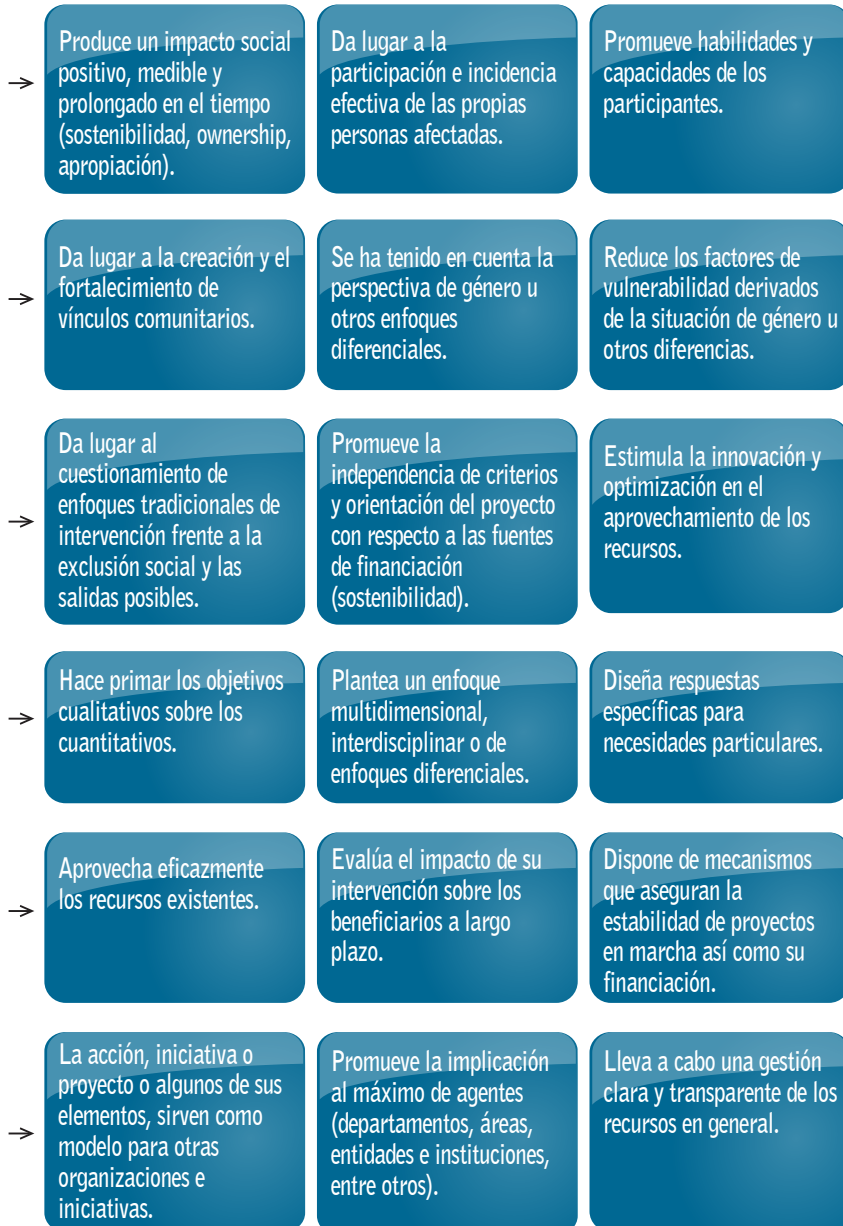 Produce un impacto social
positivo, medible y
prolongado en el tiempo
(sostenibilidad, ownership,
apropiación).
Da lugar a la
participación e incidencia
efectiva de las propias
personas afectadas.
Promueve habilidades y
capacidades de los
participantes.
Da lugar a la creación y el
fortalecimiento de
vínculos comunitarios.
Se ha tenido en cuenta la
perspectiva de género u
otros enfoques
diferenciales.
Reduce los factores de
vulnerabilidad derivados
de la situación de género u
otros diferencias.
Da lugar al
cuestionamiento de
enfoques tradicionales de
intervención frente a la
exclusión social y las
salidas posibles.
Promueve la
independencia de criterios
y orientación del proyecto
con respecto a las fuentes
de financiación
(sostenibilidad).
Estimula la innovación y
optimización en el
aprovechamiento de los
recursos.
Hace primar los objetivos
cualitativos sobre los
cuantitativos.
Plantea un enfoque
multidimensional,
interdisciplinar o de
enfoques diferenciales.
Diseña respuestas
específicas para
necesidades particulares.
Aprovecha eficazmente
los recursos existentes.
Evalúa el impacto de su
intervención sobre los
beneficiarios a largo
plazo.
Dispone de mecanismos
que aseguran la
estabilidad de proyectos
en marcha así como su
financiación.
La acción, iniciativa o
proyecto o algunos de sus
elementos, sirven como
modelo para otras
organizaciones e
iniciativas.
Promueve la implicación
al máximo de agentes
(departamentos, áreas,
entidades e instituciones,
entre otros).
Lleva a cabo una gestión
clara y transparente de los
recursos en general.